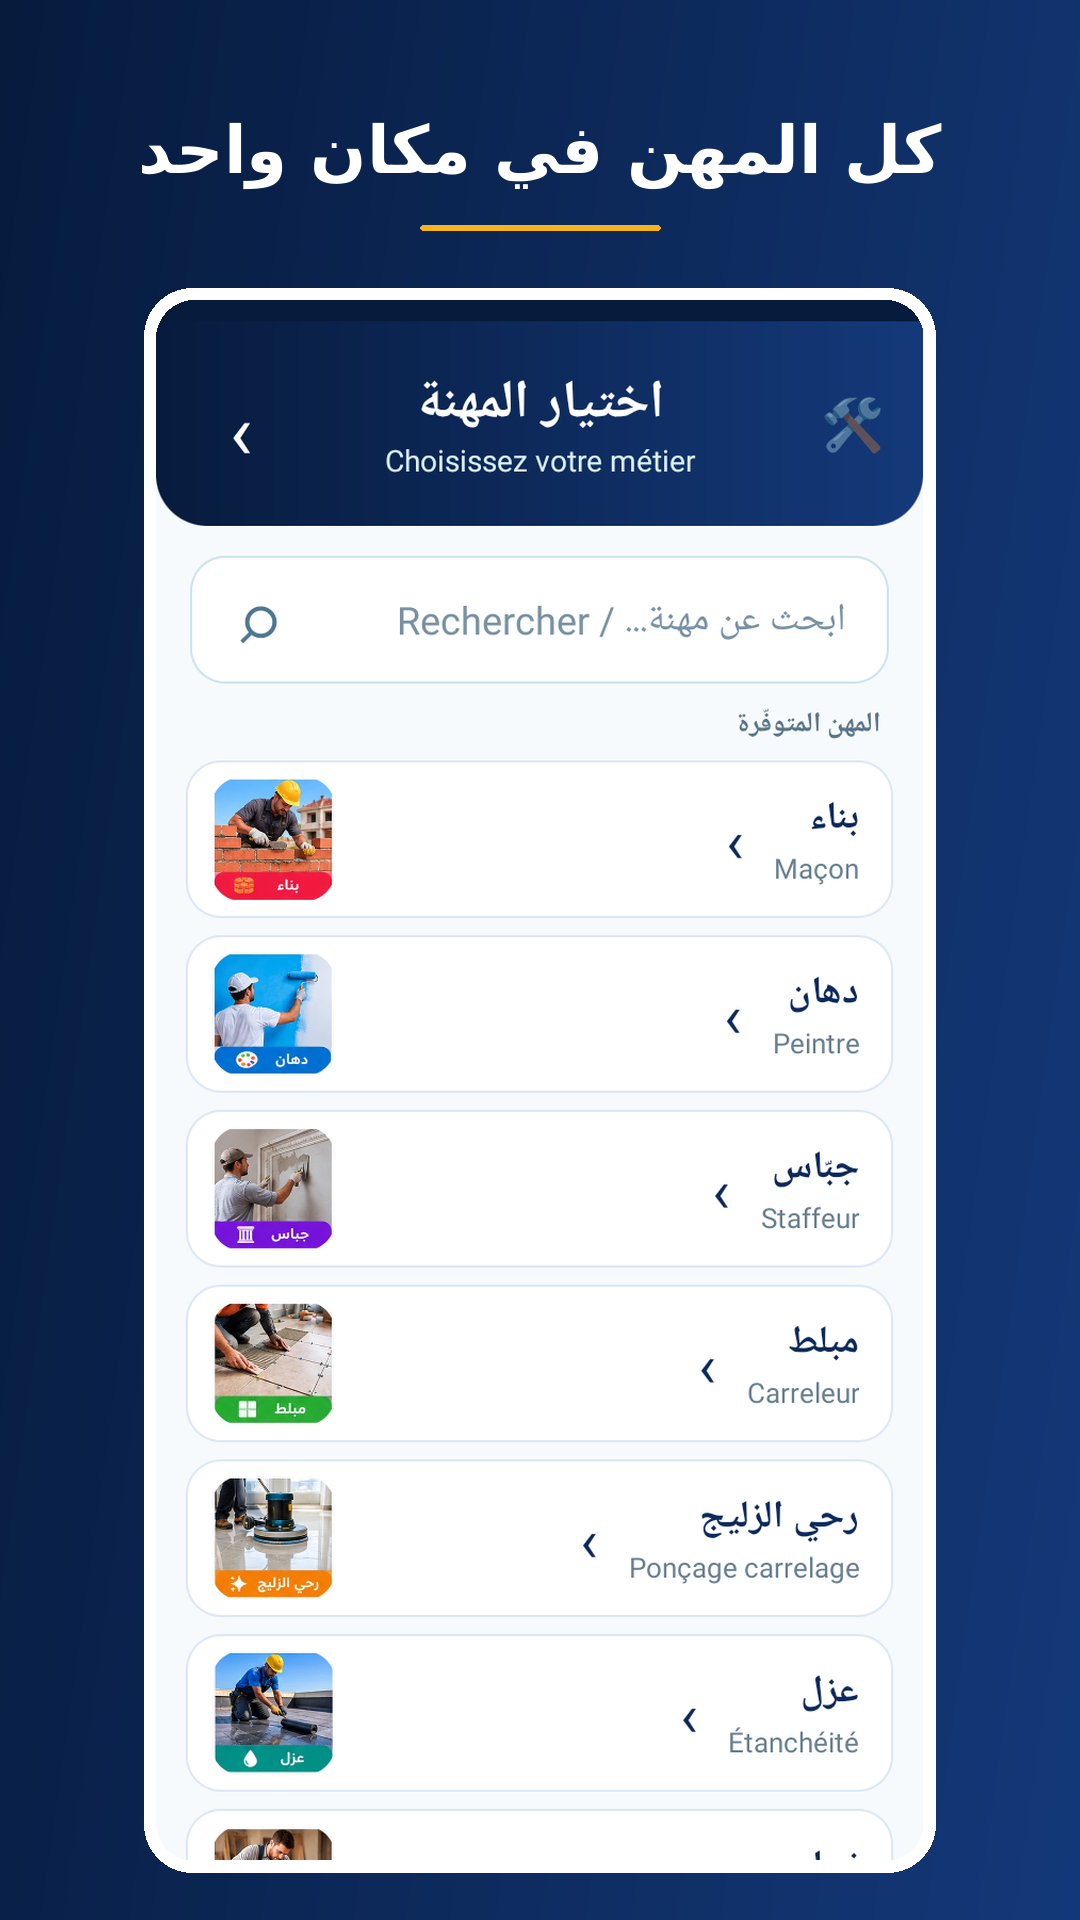 كل المهن في مكان واحد
اختيار المهنة
Choisissez votre métier
ابحث عن مهنة... / Rechercher
المهن المتوفّرة
بناء
Maçon
بناء
دهان
Peintre
دهان
جبّاس
Staffeur
جباس
مبلط
Carreleur
مبلط
رحي الزليج
Ponçage carrelage
رحي الزليج
عزل
Étanchéité
عزل